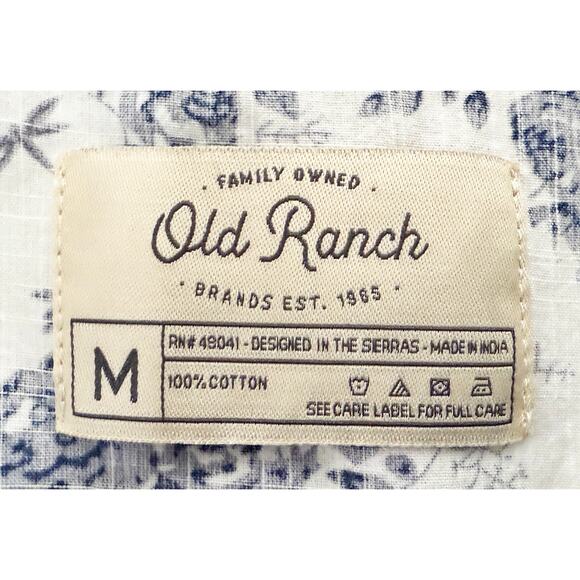 · FAMILY OWNED ·
Old Ranch
· BRANDS EST. 1985 ·
M
RN# 48041 - DESIGNED IN THE SIERRAS - MADE IN INDIA
100% COTTON
SEE CARE LABEL FOR FULL CARE